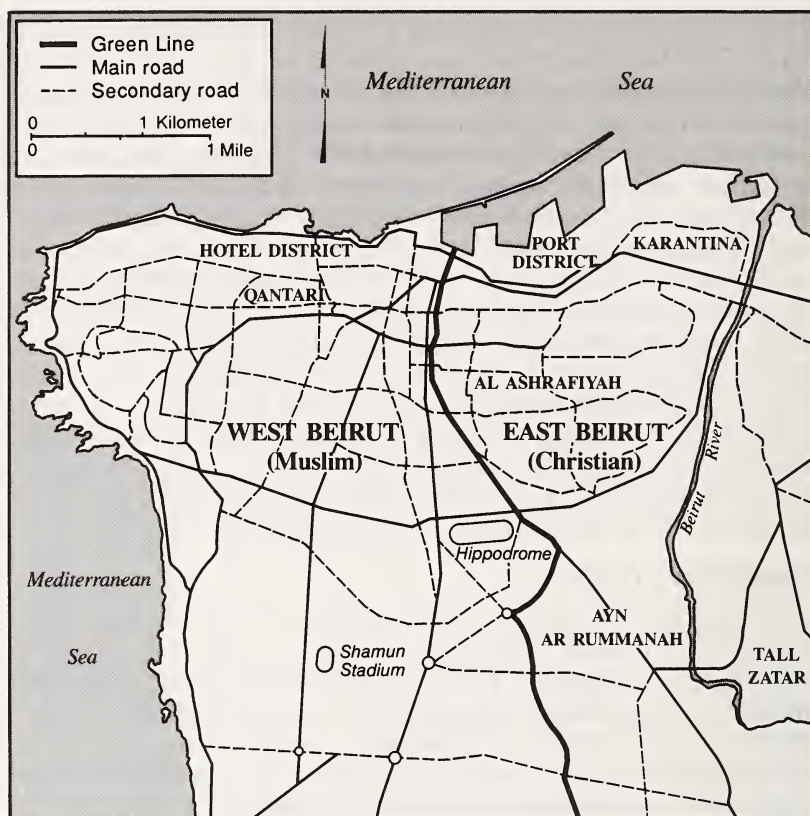 Green Line
Main road
Secondary road
0 1 Kilometer
0 1 Mile
N
Mediterranean Sea
HOTEL DISTRICT
PORT
DISTRICT
KARANTINA
QANTARI
AL ASHRAFIYAH
WEST BEIRUT
(Muslim)
EAST BEIRUT
(Christian)
Beirut River
Hippodrome
Mediterranean
Sea
AYN
AR RUMMANAH
Shamun
Stadium
TALL
ZATAR